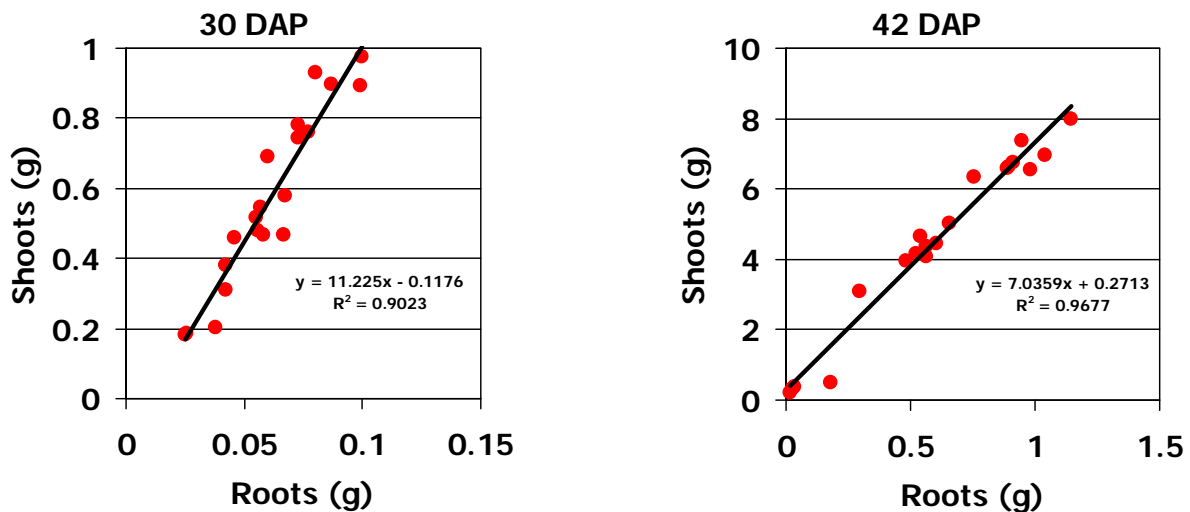 30 DAP
1
0.8
0.6
0.4
0.2
0
Shoots (g)
y = 11.225x - 0.1176
R² = 0.9023
0 0.05 0.1 0.15
Roots (g)
42 DAP
10
8
6
4
2
0
Shoots (g)
y = 7.0359x + 0.2713
R² = 0.9677
0 0.5 1 1.5
Roots (g)